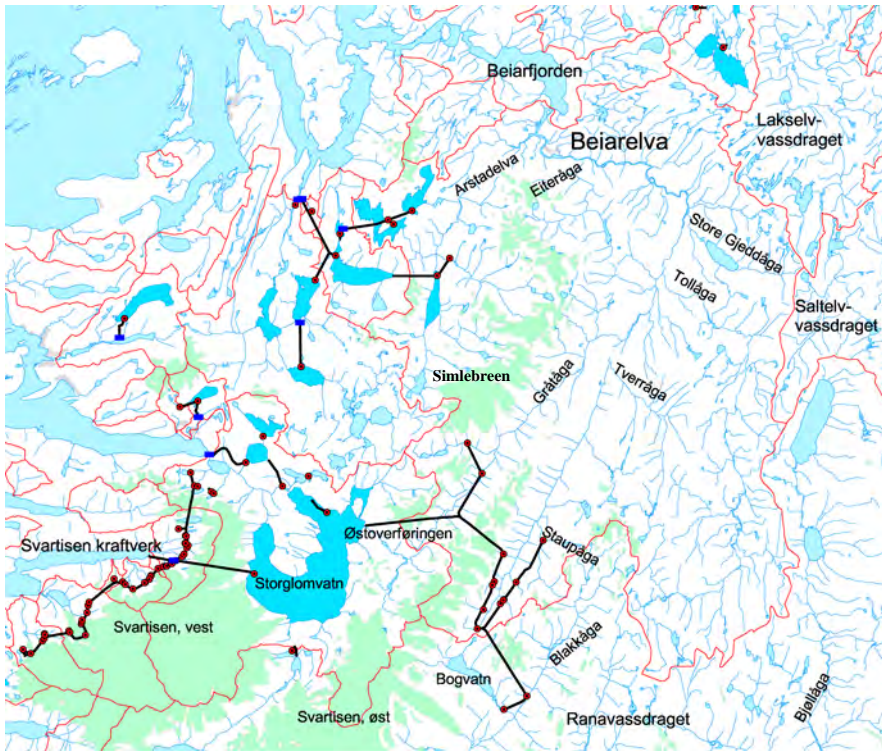 Beiarfjorden
Lakselv-
vassdraget
Beiarelva
Arstadelva
Eiteråga
Store Gjeddåga
Tollåga
Saltelv-
vassdraget
Simlebreen
Gråtåga
Tverråga
Østoverføringen
Staupåga
Svartisen kraftverk
Storglomvatn
Svartisen, vest
Blakkåga
Bogvatn
Svartisen, øst
Ranavassdraget
Bjøllåga